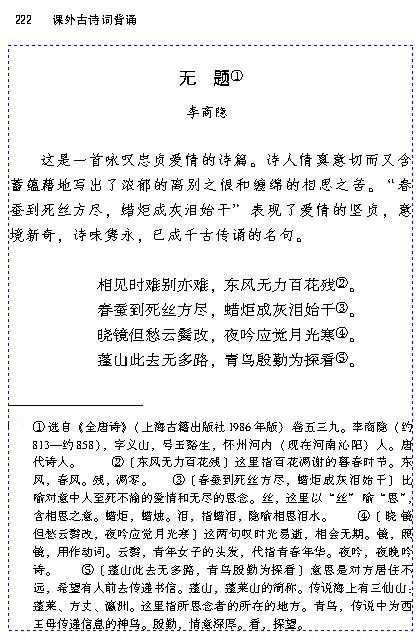 222 课外古诗词背诵
无 题①
李商隐
这是一首咏叹忠贞爱情的诗篇。诗人情真意切而又含
蓄蕴藉地写出了浓郁的离别之恨和缠绵的相思之苦。“春
蚕到死丝方尽，蜡炬成灰泪始干”表现了爱情的坚贞，意
境新奇，诗味隽永，已成千古传诵的名句。
相见时难别亦难，东风无力百花残②。
春蚕到死丝方尽，蜡炬成灰泪始干③。
晓镜但愁云鬓改，夜吟应觉月光寒④。
蓬山此去无多路，青鸟殷勤为探看⑤。
①选自《全唐诗》（上海古籍出版社1986年版）卷五三九。李商隐（约
813—约858），字义山，号玉谿生，怀州河内（现在河南沁阳）人。唐
代诗人。 ②〔东风无力百花残〕这里指百花凋谢的暮春时节。东
风，春风。残，凋零。 ③〔春蚕到死丝方尽，蜡炬成灰泪始干〕比
喻对意中人至死不渝的爱情和无尽的思念。丝，这里以“丝”喻“思”，
含相思之意。蜡炬，蜡烛。泪，指蜡泪，隐喻相思泪水。 ④〔晓镜
但愁云鬓改，夜吟应觉月光寒〕这两句叹时光易逝，相会无期。镜，照
镜，用作动词。云鬓，青年女子的头发，代指青春年华。夜吟，夜晚吟
诗。 ⑤〔蓬山此去无多路，青鸟殷勤为探看〕意思是对方居住不
远，希望有人前去传递书信。蓬山，蓬莱山的简称。传说海上有三仙山：
蓬莱、方丈、瀛洲。这里指所思念者的所在的地方。青鸟，传说中为西
王母传递信息的神鸟。殷勤，情意深厚。看，探望。